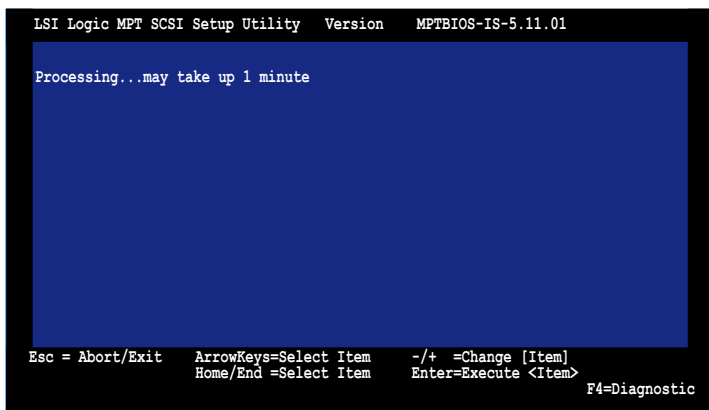 LSI Logic MPT SCSI Setup Utility Version MPTBIOS-IS-5.11.01
Processing...may take up 1 minute
Esc = Abort/Exit ArrowKeys=Select Item -/+ =Change [Item]
Home/End =Select Item Enter=Execute <Item>
F4=Diagnostic